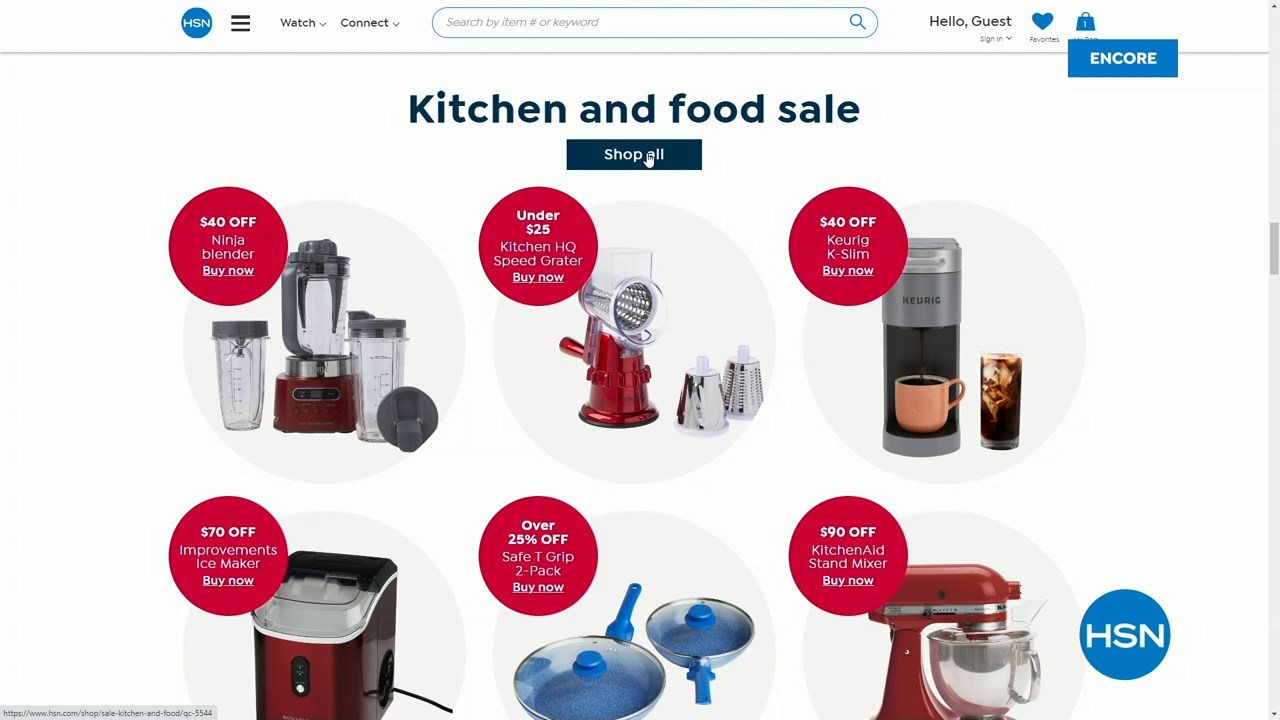 HSN
Watch
Connect
Search by item # or keyword
Hello, Guest
Sign in
Favorites
1
ENCORE
Kitchen and food sale
Shop all
$40 OFF
Ninja
blender
Buy now
Under
$25
Kitchen HQ
Speed Grater
Buy now
$40 OFF
Keurig
K-Slim
Buy now
KEURIG
$70 OFF
Improvements
Ice Maker
Buy now
Over
25% OFF
Safe T Grip
2-Pack
Buy now
$90 OFF
KitchenAid
Stand Mixer
Buy now
HSN
https://www.hsn.com/shop/sale-kitchen-and-food/qc-5544